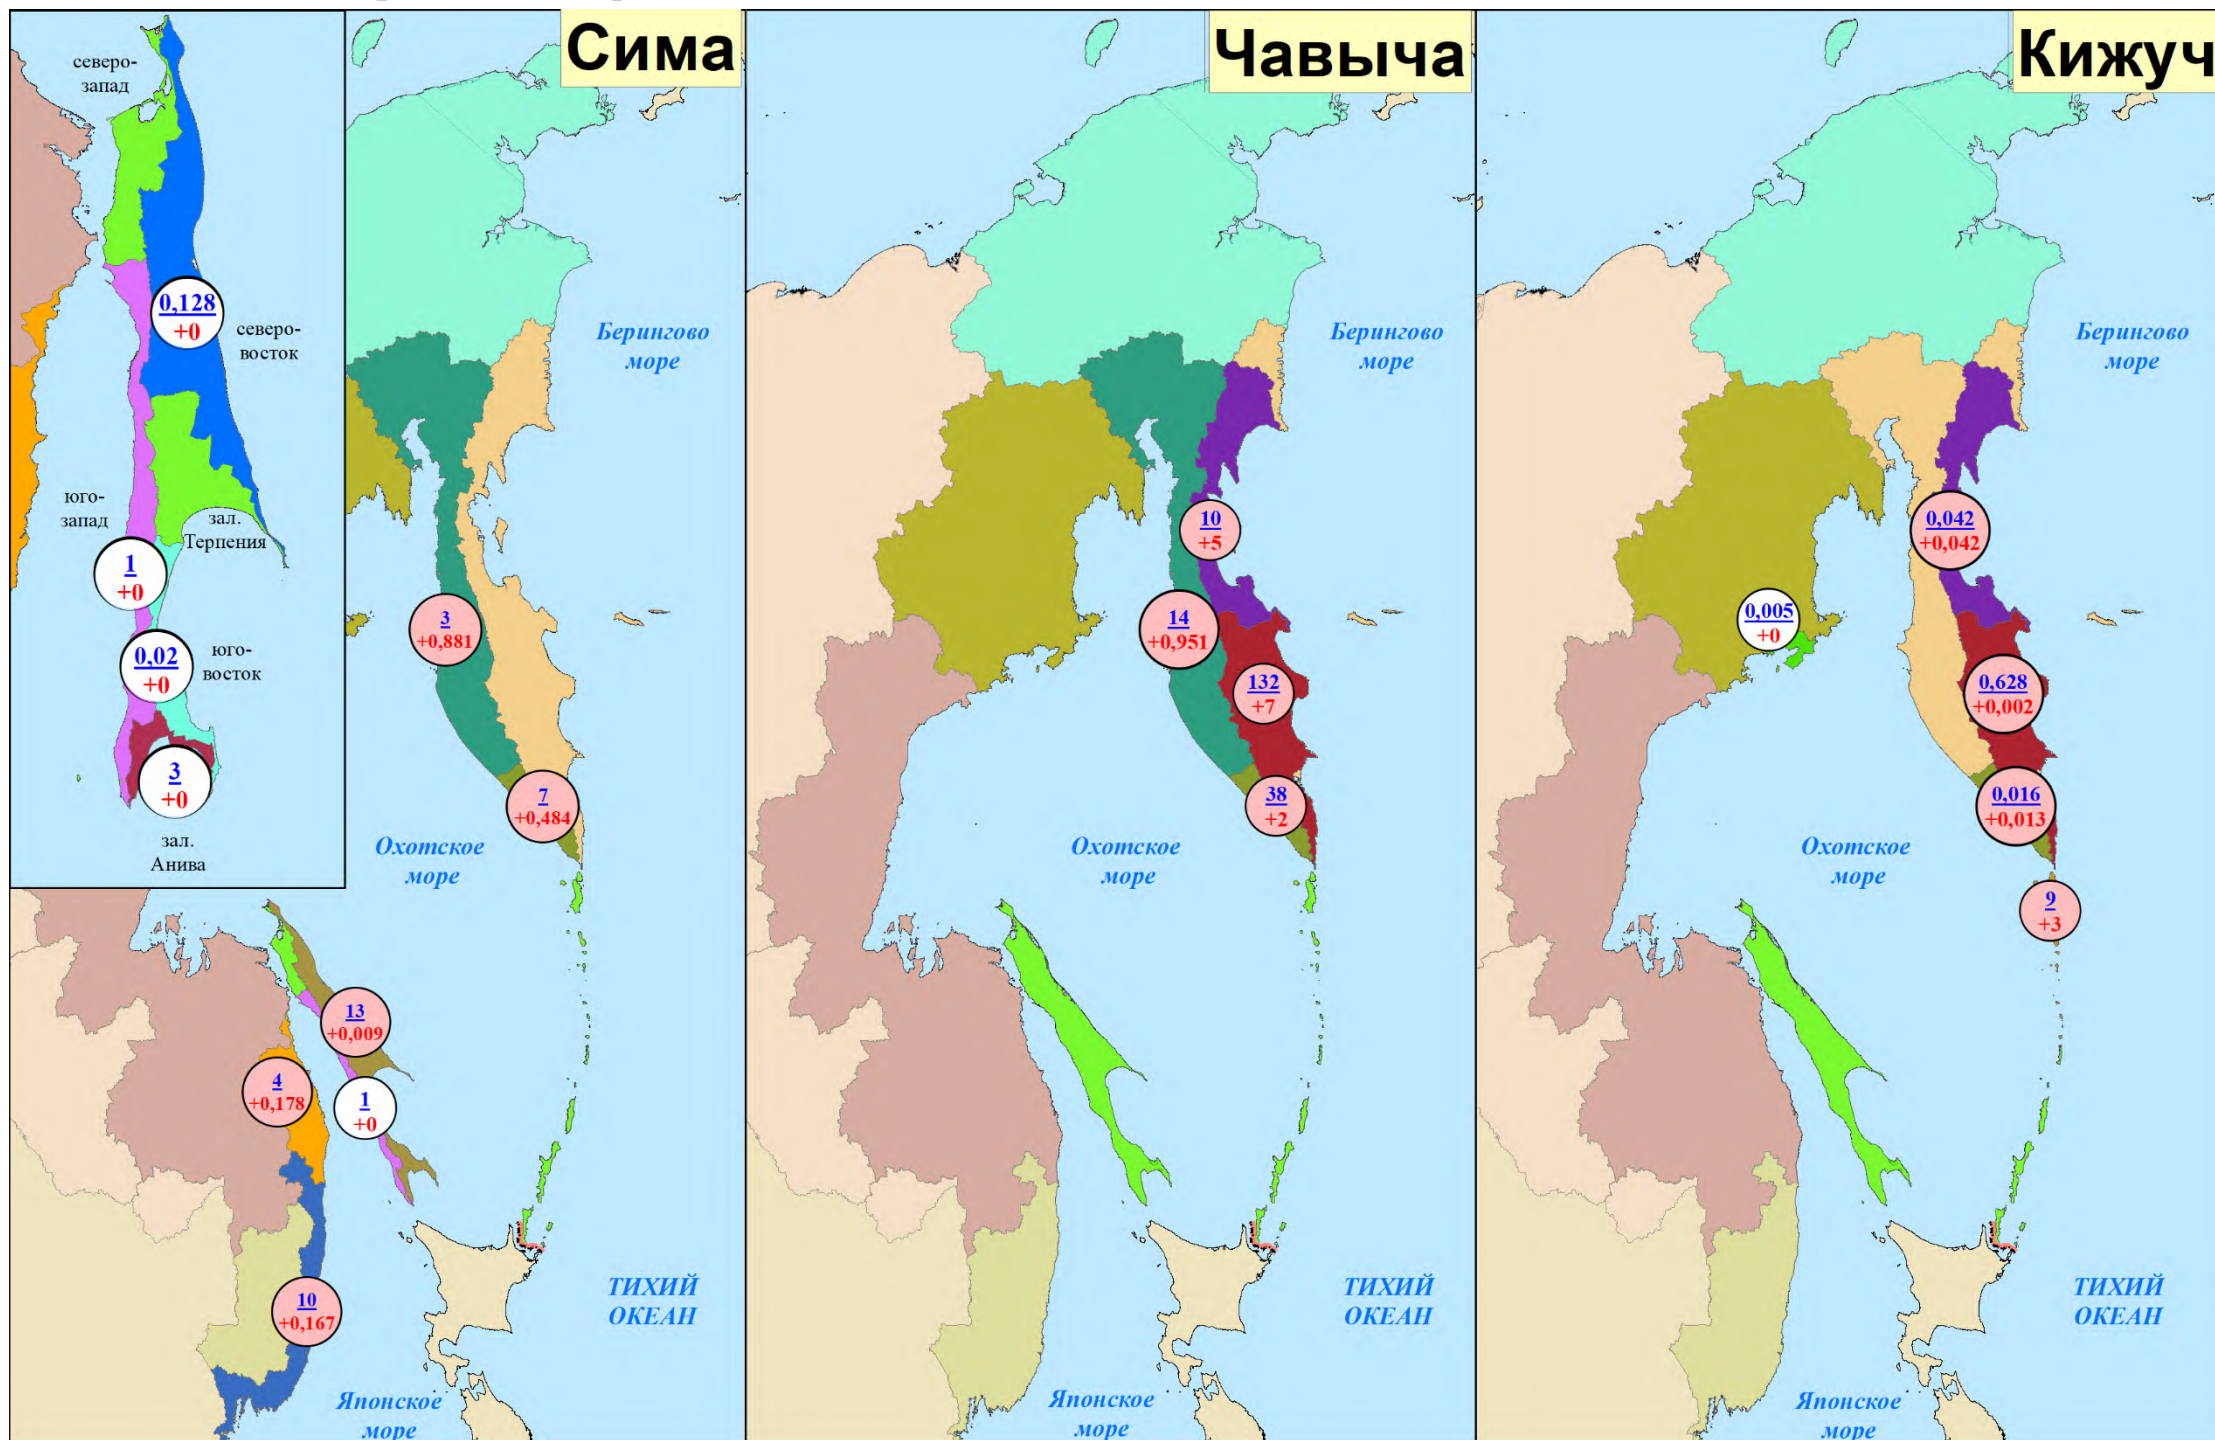 Сима
северо-
запад
0,128
+0
северо-
восток
юго-
запад
зал.
Терпения
1
+0
0,02
+0
юго-
восток
3
+0
зал.
Анива
Берингово
море
3
+0,881
7
+0,484
Охотское
море
13
+0,009
4
+0,178
1
+0
10
+0,167
ТИХИЙ
ОКЕАН
Японское
море
Чавыча
Берингово
море
10
+5
14
+0,951
132
+7
38
+2
Охотское
море
ТИХИЙ
ОКЕАН
Японское
море
Кижуч
Берингово
море
0,042
+0,042
0,005
+0
0,628
+0,002
0,016
+0,013
Охотское
море
9
+3
ТИХИЙ
ОКЕАН
Японское
море